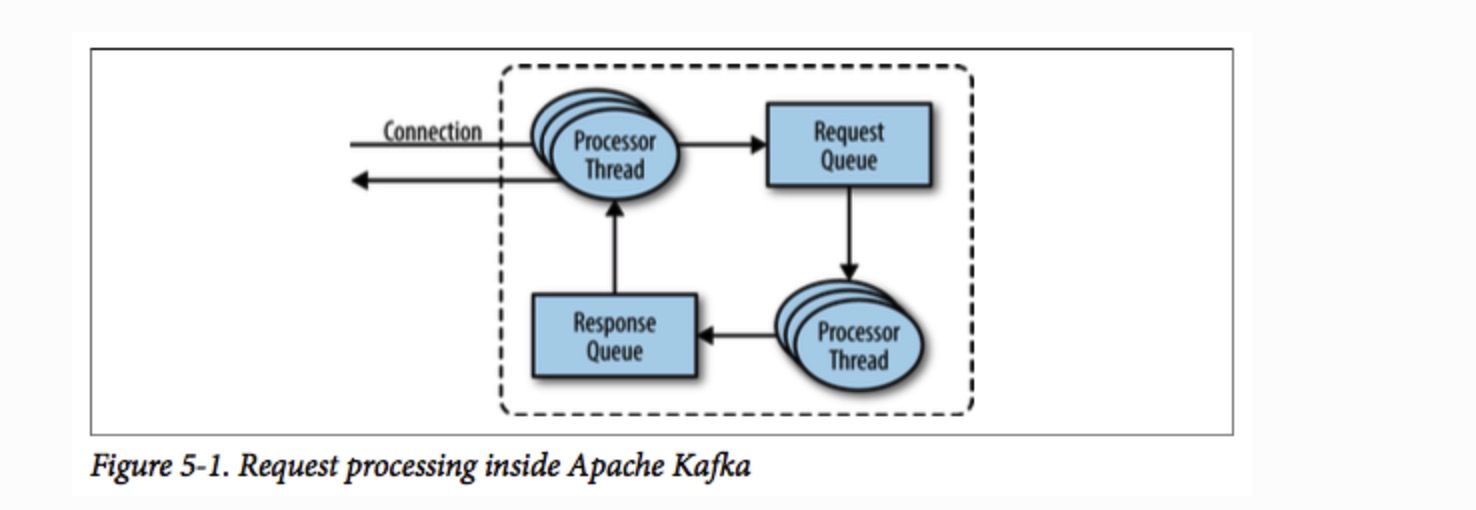 Connection
Processor
Thread
Request
Queue
Response
Queue
Processor
Thread
Figure 5-1. Request processing inside Apache Kafka